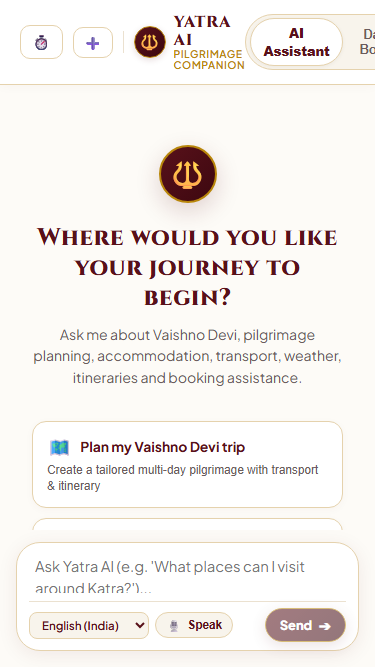 YATRA
AI
PILGRIMAGE
COMPANION
AI
Assistant
Da
Bo
Where would you like
your journey to
begin?
Ask me about Vaishno Devi, pilgrimage
planning, accommodation, transport, weather,
itineraries and booking assistance.
Plan my Vaishno Devi trip
Create a tailored multi-day pilgrimage with transport
& itinerary
Ask Yatra AI (e.g. 'What places can I visit
around Katra?')...
English (India)
Speak
Send ➔